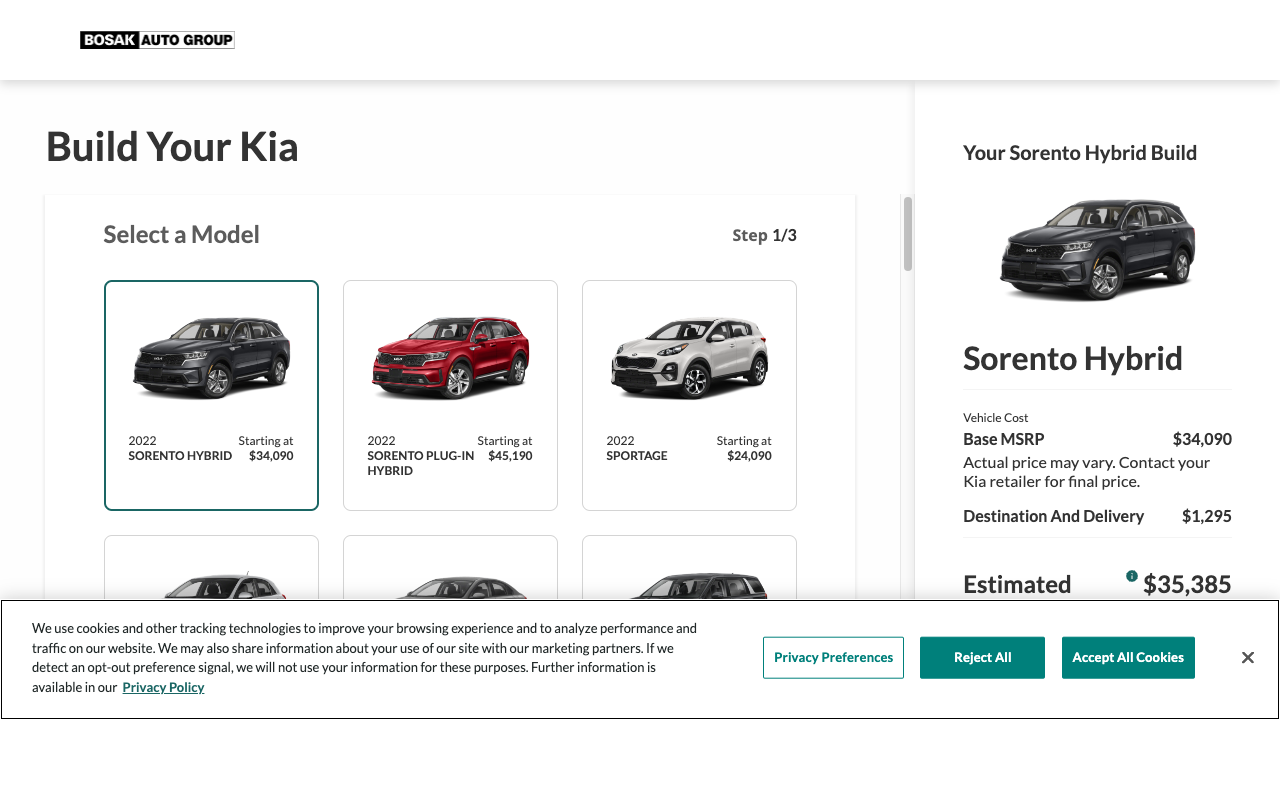 BOSAK AUTO GROUP
Build Your Kia
Select a Model
Step 1/3
2022
Starting at
SORENTO HYBRID
$34,090
2022
Starting at
SORENTO PLUG-IN
$45,190
HYBRID
2022
Starting at
SPORTAGE
$24,090
Your Sorento Hybrid Build
Sorento Hybrid
Vehicle Cost
Base MSRP
$34,090
Actual price may vary. Contact your
Kia retailer for final price.
Destination And Delivery
$1,295
Estimated
$35,385
We use cookies and other tracking technologies to improve your browsing experience and to analyze performance and
traffic on our website. We may also share information about your use of our site with our marketing partners. If we
detect an opt-out preference signal, we will not use your information for these purposes. Further information is
available in our Privacy Policy
Privacy Preferences
Reject All
Accept All Cookies